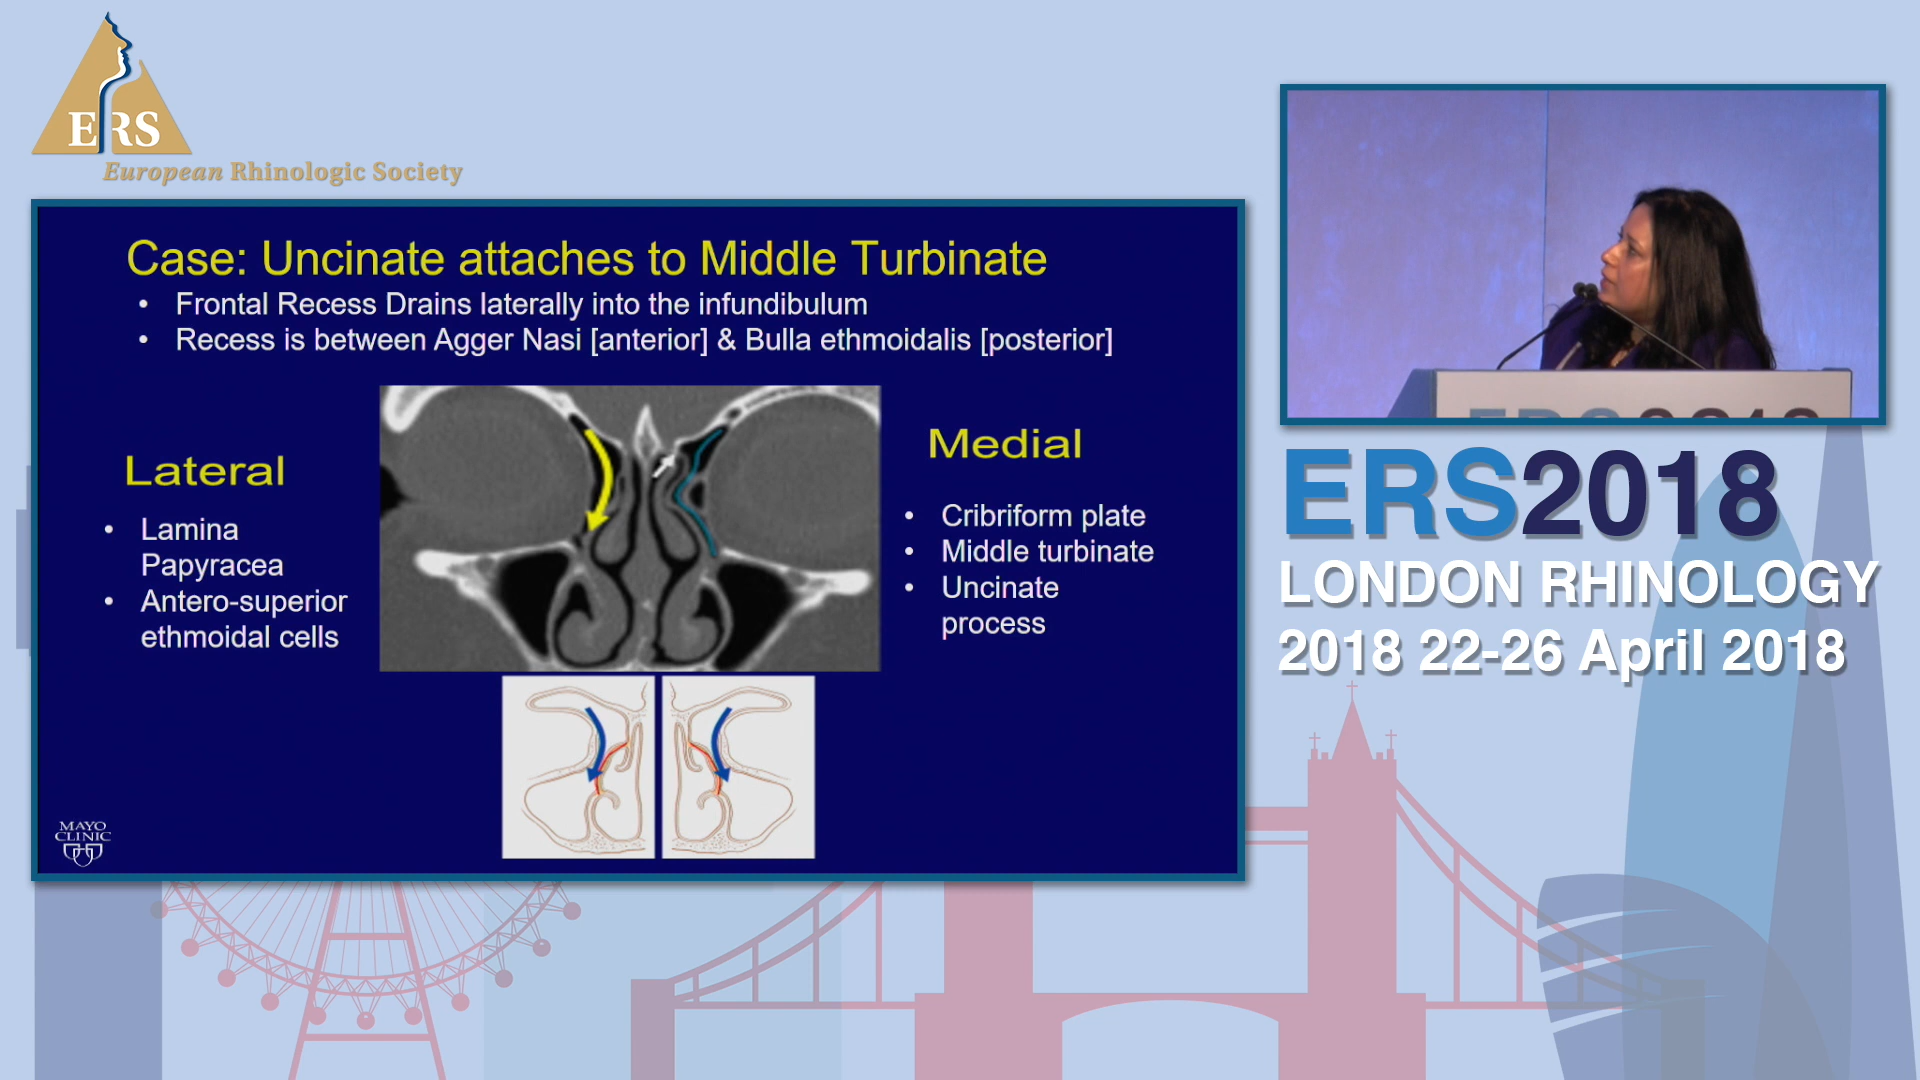 ERS
European Rhinologic Society
Case: Uncinate attaches to Middle Turbinate
• Frontal Recess Drains laterally into the infundibulum
• Recess is between Agger Nasi [anterior] & Bulla ethmoidalis [posterior]
Lateral
• Lamina
Papyracea
• Antero-superior
ethmoidal cells
Medial
• Cribriform plate
• Middle turbinate
• Uncinate
process
MAYO
CLINIC
ERS2018
ERS2018
LONDON RHINOLOGY
2018 22-26 April 2018